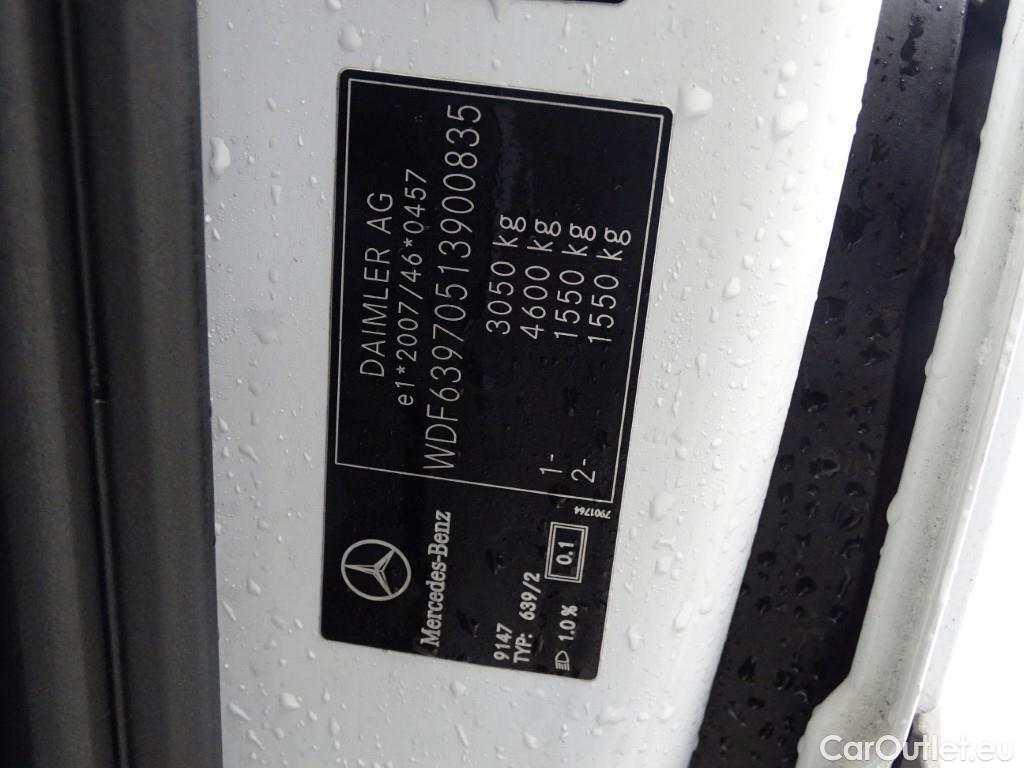 DAIMLER AG
e1*2007/46*0457
WDF63970513900835
3050 kg
4600 kg
1- 1550 kg
2- 1550 kg
7901764
Mercedes-Benz
9147
TYP: 639/2
0.1
1.0%
CarOutlet.eu